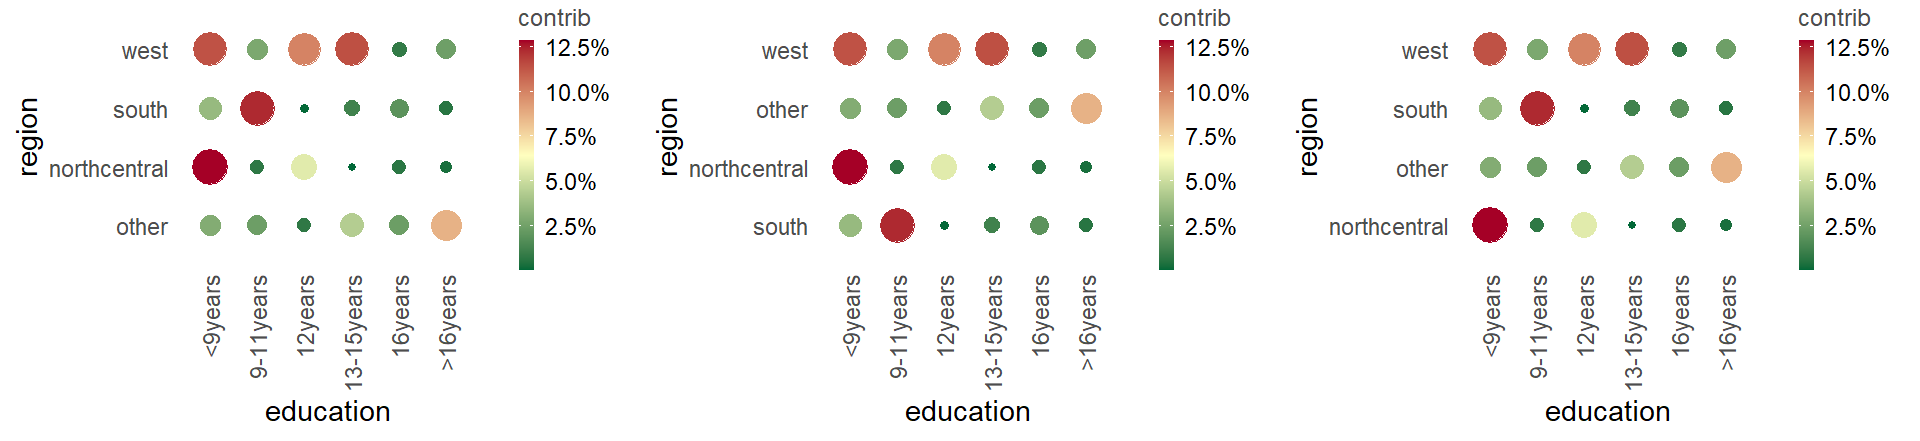 contrib
12.5%
10.0%
7.5%
5.0%
2.5%
region
west
south
northcentral
other
<9years
9-11years
12years
13-15years
16years
>16years
education
contrib
12.5%
10.0%
7.5%
5.0%
2.5%
region
west
other
northcentral
south
<9years
9-11years
12years
13-15years
16years
>16years
education
contrib
12.5%
10.0%
7.5%
5.0%
2.5%
region
west
south
other
northcentral
<9years
9-11years
12years
13-15years
16years
>16years
education